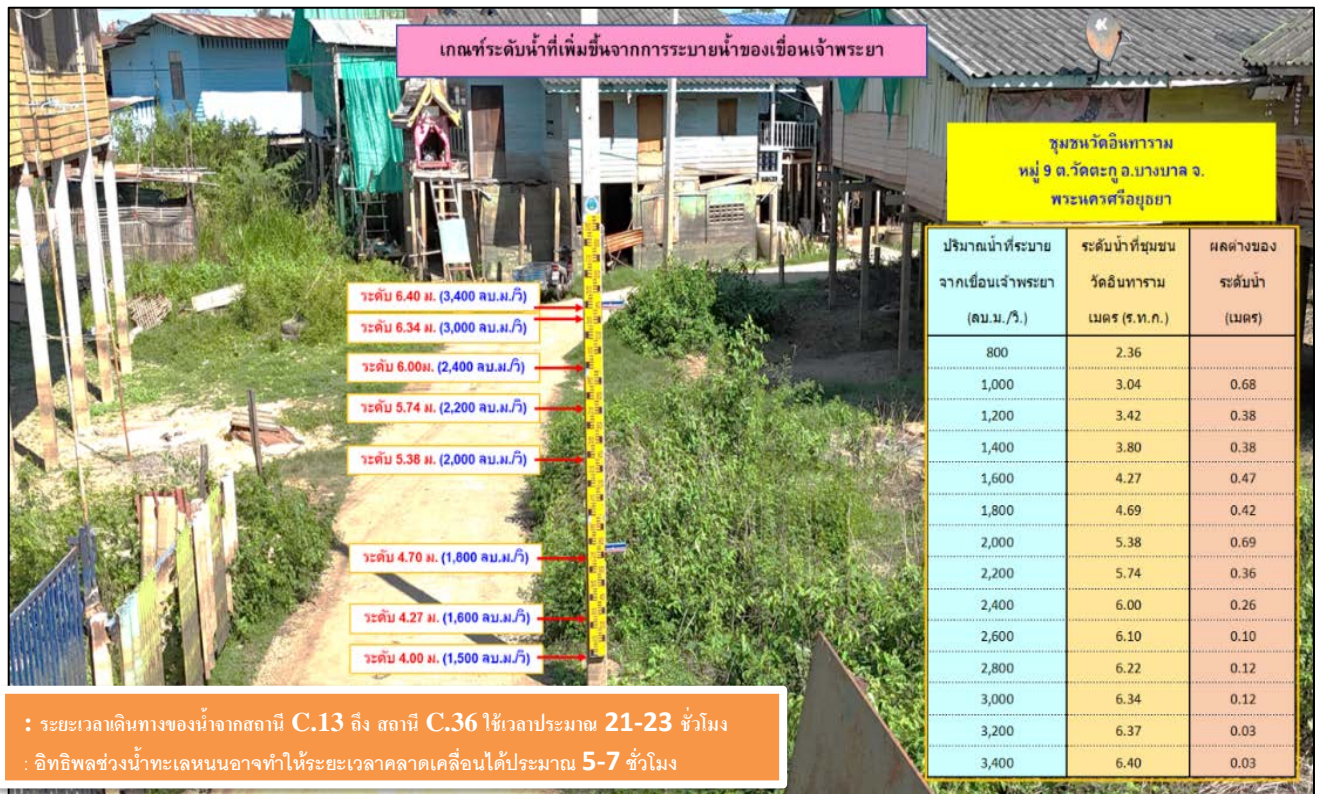 เกณฑ์ระดับน้ำที่เพิ่มขึ้นจากการระบายน้ำของเขื่อนเจ้าพระยา
ชุมชนวัดอินทาราม
หมู่ 9 ต.วัดตะกู อ.บางบาล จ.
พระนครศรีอยุธยา
ระดับ 6.40 ม. (3,400 ลบ.ม./วิ)
ระดับ 6.34 ม. (3,000 ลบ.ม./วิ)
ระดับ 6.00ม. (2,400 ลบ.ม./วิ)
ระดับ 5.74 ม. (2,200 ลบ.ม./วิ)
ระดับ 5.38 ม. (2,000 ลบ.ม./วิ)
ระดับ 4.70 ม. (1,800 ลบ.ม./วิ)
ระดับ 4.27 ม. (1,600 ลบ.ม./วิ)
ระดับ 4.00 ม. (1,500 ลบ.ม./วิ)
ปริมาณน้ำที่ระบาย ระดับน้ำที่ชุมชน ผลต่างของ
จากเขื่อนเจ้าพระยา วัดอินทาราม ระดับน้ำ
(ลบ.ม./วิ.) เมตร (ร.ท.ก.) (เมตร)
800 2.36
1,000 3.04 0.68
1,200 3.42 0.38
1,400 3.80 0.38
1,600 4.27 0.47
1,800 4.69 0.42
2,000 5.38 0.69
2,200 5.74 0.36
2,400 6.00 0.26
2,600 6.10 0.10
2,800 6.22 0.12
3,000 6.34 0.12
3,200 6.37 0.03
3,400 6.40 0.03
: ระยะเวลาเดินทางของน้ำจากสถานี C.13 ถึง สถานี C.36 ใช้เวลาประมาณ 21-23 ชั่วโมง
: อิทธิพลช่วงน้ำทะเลหนุนอาจทำให้ระยะเวลาคลาดเคลื่อนได้ประมาณ 5-7 ชั่วโมง